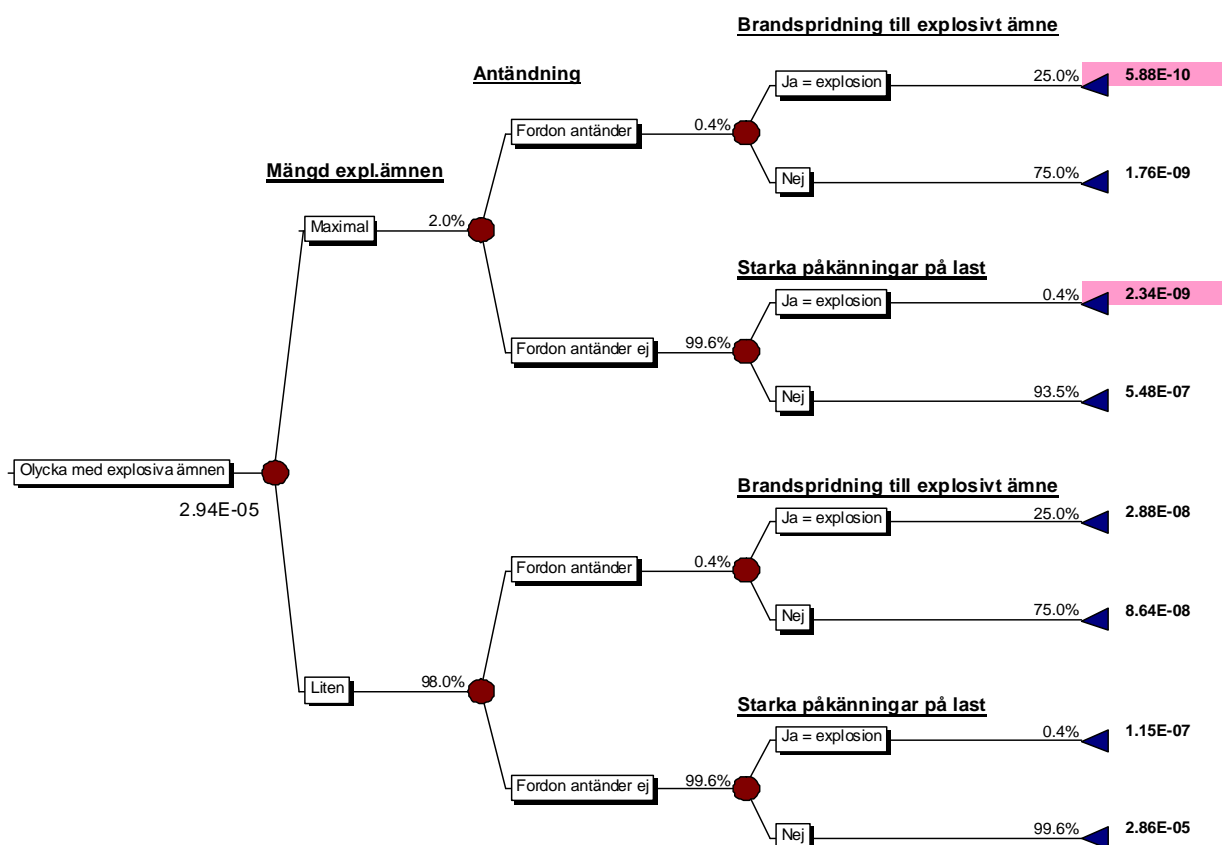 Brandspridning till explosivt ämne
Antändning
Ja = explosion 25.0% 5.88E-10
Fordon antänder 0.4%
Mängd expl.ämnen
Nej 75.0% 1.76E-09
Maximal 2.0%
Starka påkänningar på last
Ja = explosion 0.4% 2.34E-09
Fordon antänder ej 99.6%
Nej 93.5% 5.48E-07
Olycka med explosiva ämnen
2.94E-05
Brandspridning till explosivt ämne
Ja = explosion 25.0% 2.88E-08
Fordon antänder 0.4%
Nej 75.0% 8.64E-08
Liten 98.0%
Starka påkänningar på last
Ja = explosion 0.4% 1.15E-07
Fordon antänder ej 99.6%
Nej 99.6% 2.86E-05